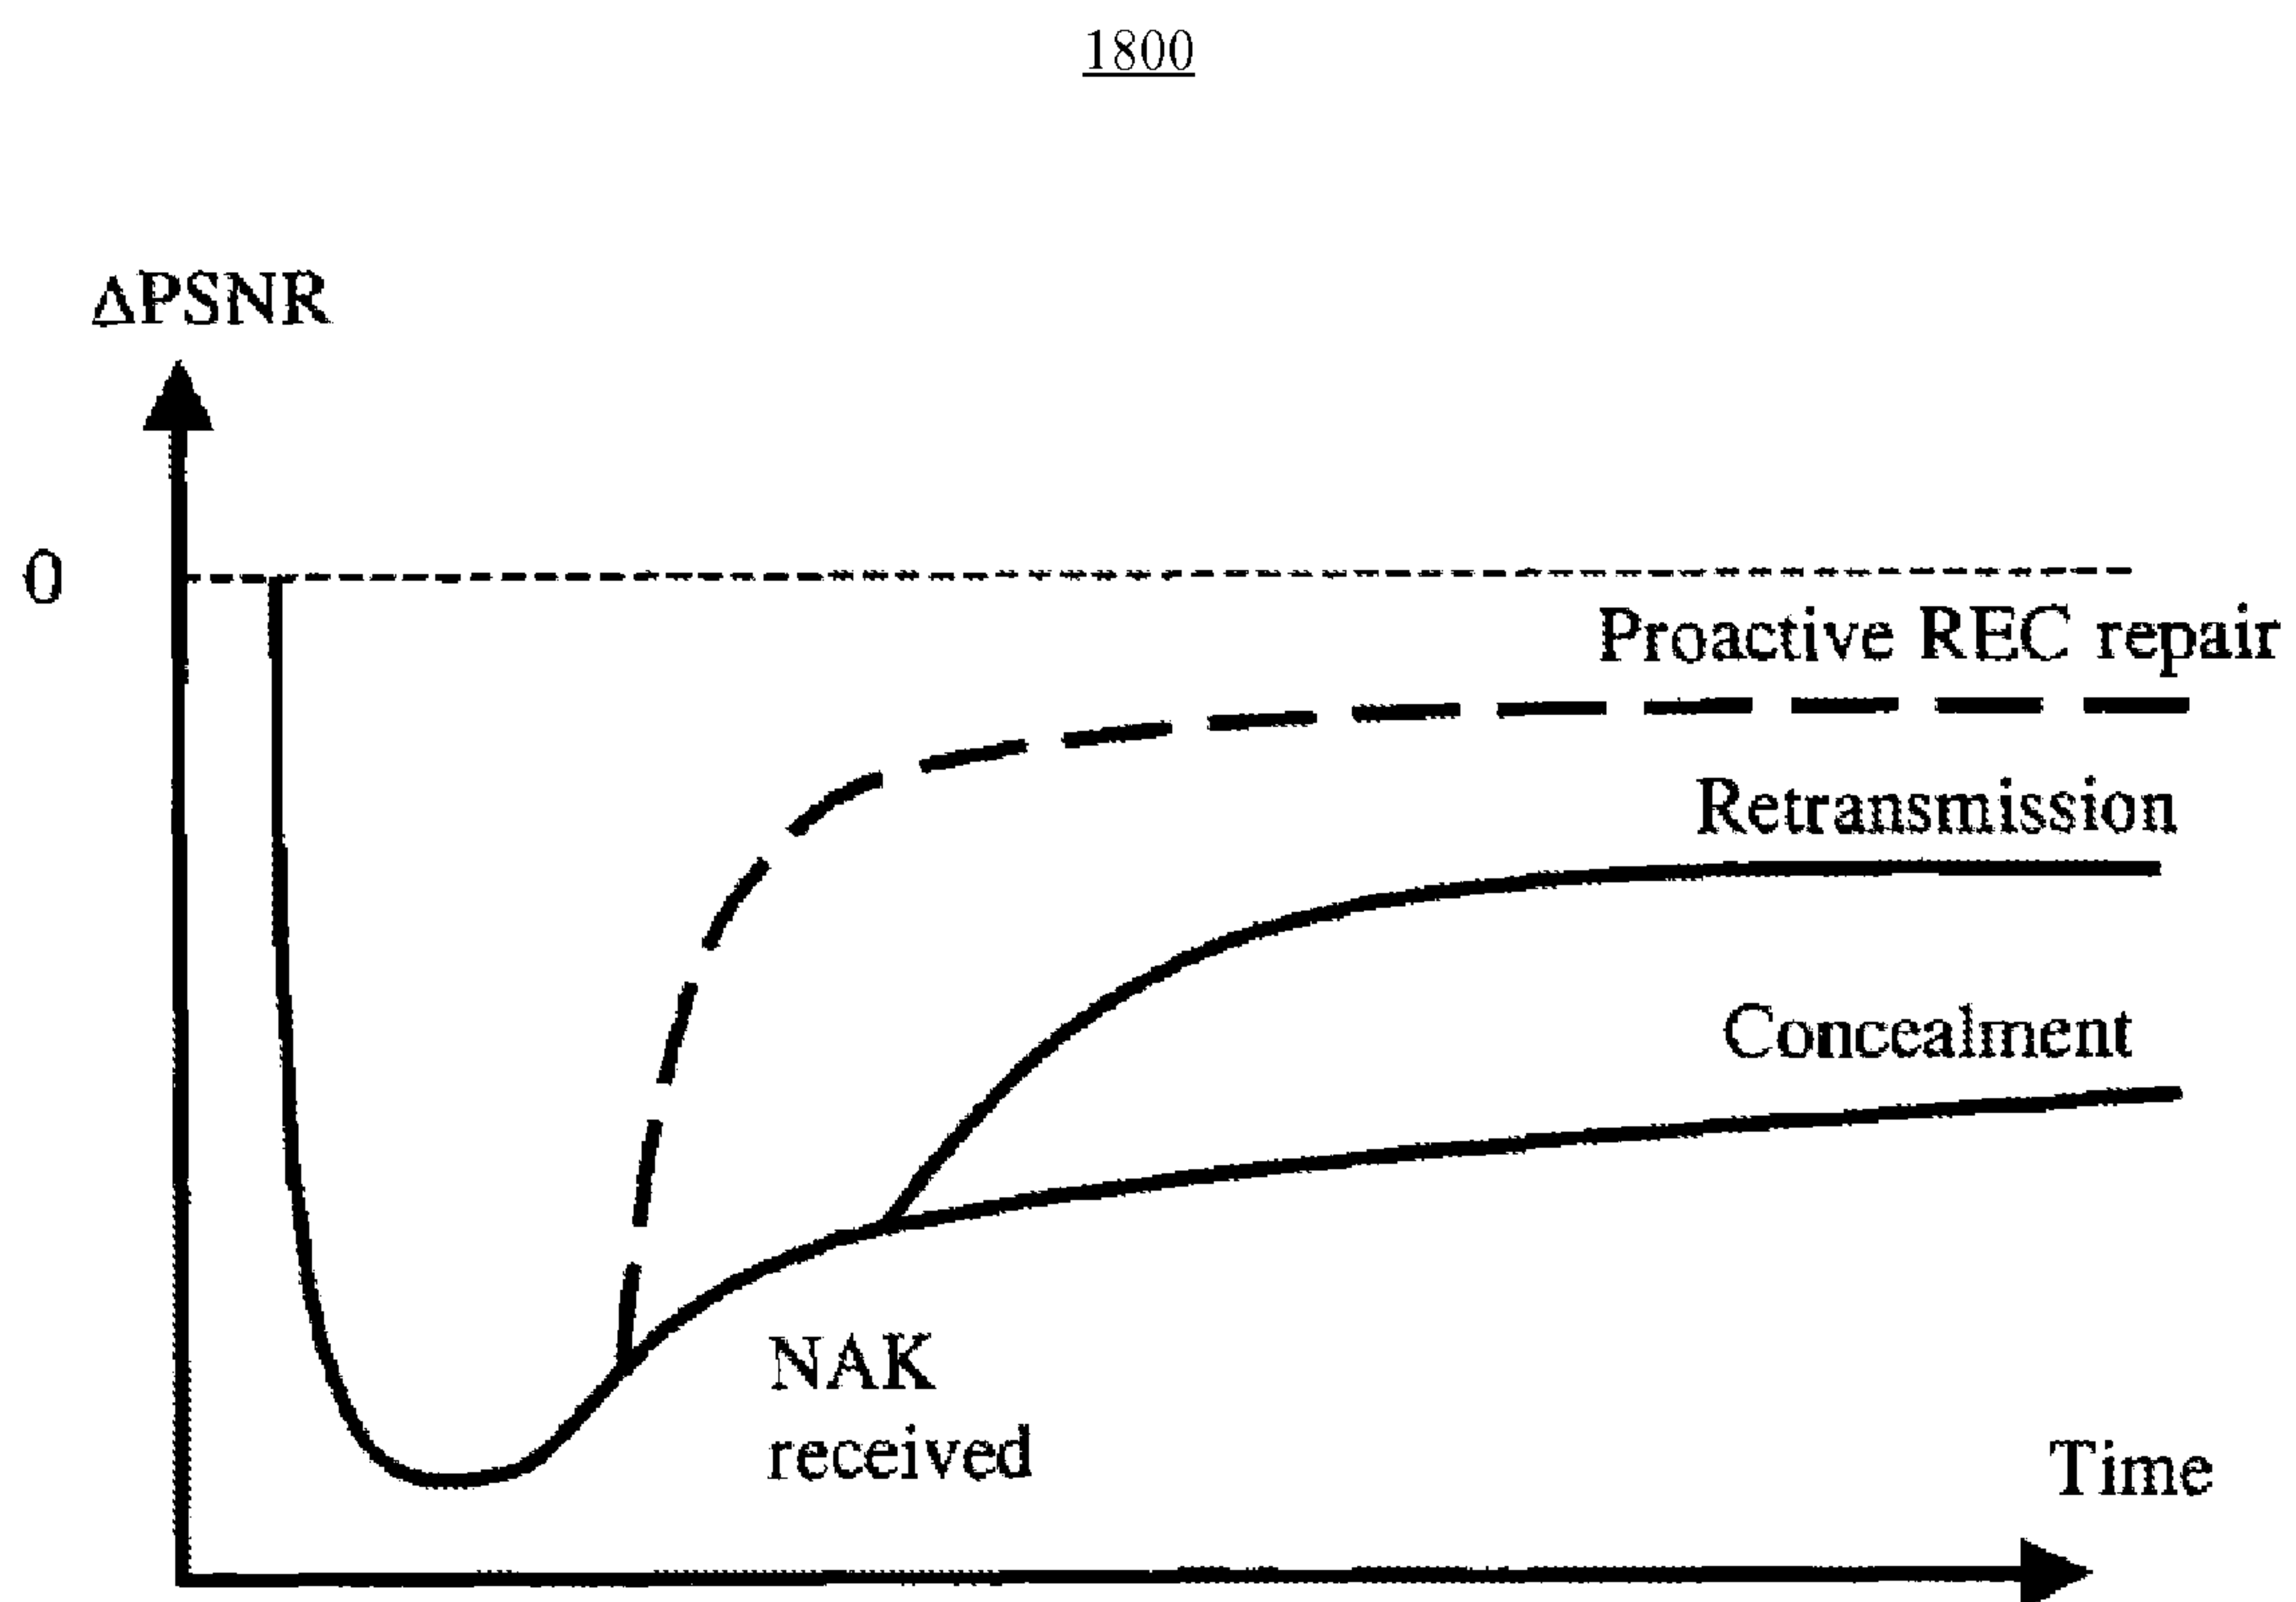 1800
ΔPSNR
0
Proactive REC repair
Retransmission
Concealment
NAK
received
Time